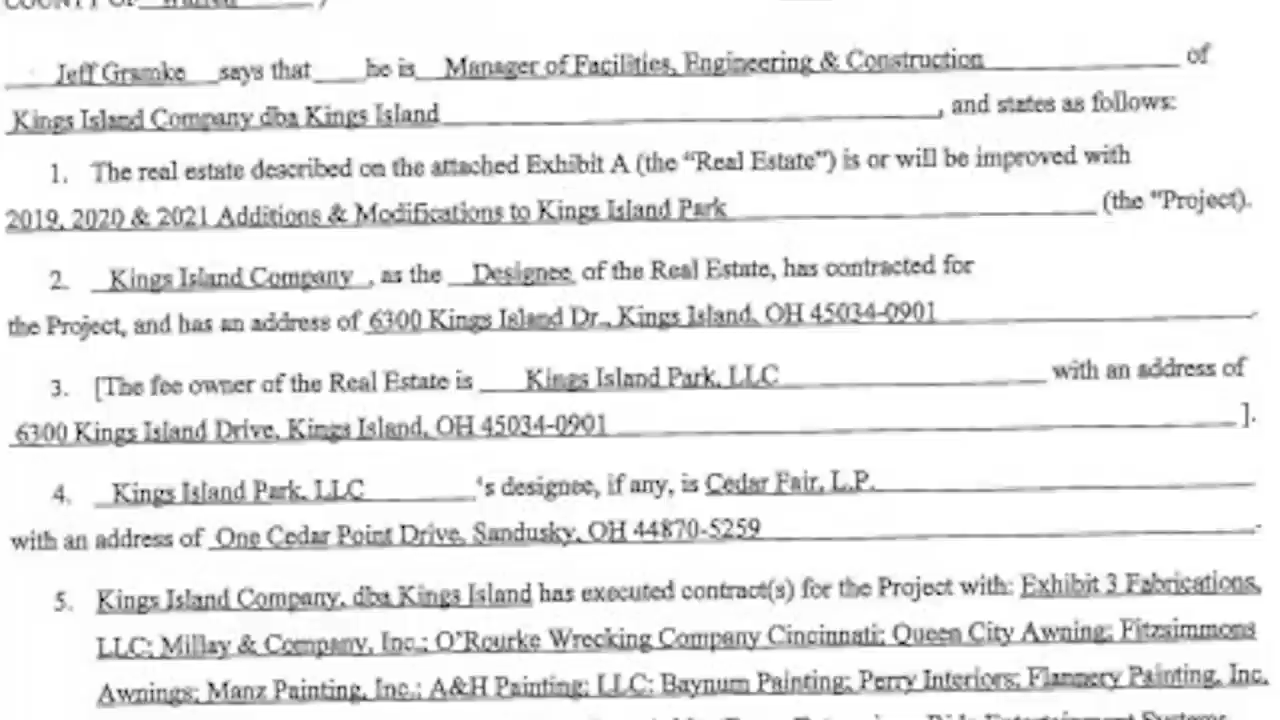 COUNTY OF Warren )
Jeff Gramke says that he is Manager of Facilities, Engineering & Construction of
Kings Island Company dba Kings Island, and states as follows:
1. The real estate described on the attached Exhibit A (the “Real Estate”) is or will be improved with
2019, 2020 & 2021 Additions & Modifications to Kings Island Park (the "Project).
2. Kings Island Company, as the Designee of the Real Estate, has contracted for
the Project, and has an address of 6300 Kings Island Dr., Kings Island, OH 45034-0901.
3. [The fee owner of the Real Estate is Kings Island Park, LLC with an address of
6300 Kings Island Drive, Kings Island, OH 45034-0901 ].
4. Kings Island Park, LLC 's designee, if any, is Cedar Fair, L.P.
with an address of One Cedar Point Drive, Sandusky, OH 44870-5259.
5. Kings Island Company, dba Kings Island has executed contract(s) for the Project with: Exhibit 3 Fabrications,
LLC; Millay & Company, Inc.; O'Rourke Wrecking Company Cincinnati; Queen City Awning; Fitzsimmons
Awnings; Manz Painting, Inc.; A&H Painting; LLC; Baynum Painting; Perry Interiors; Flannery Painting, Inc.
Ride Entertainment Systems